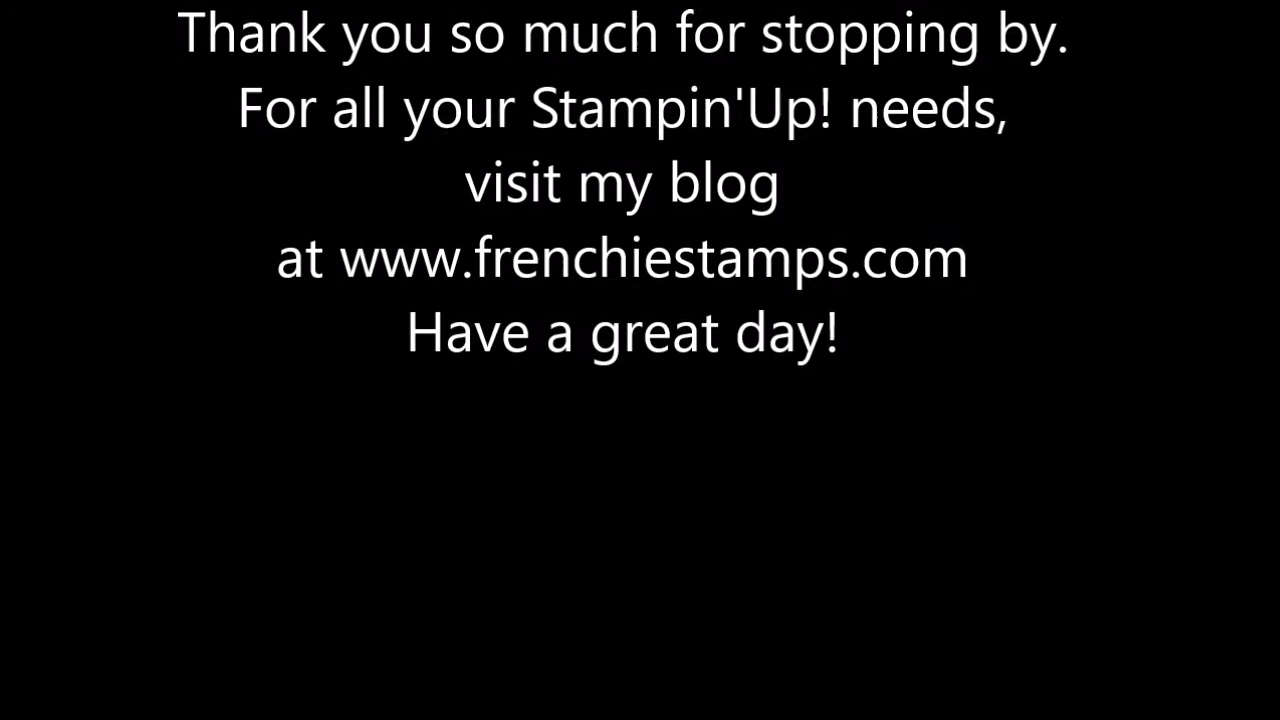 Thank you so much for stopping by.
For all your Stampin'Up! needs,
visit my blog
at www.frenchiestamps.com
Have a great day!